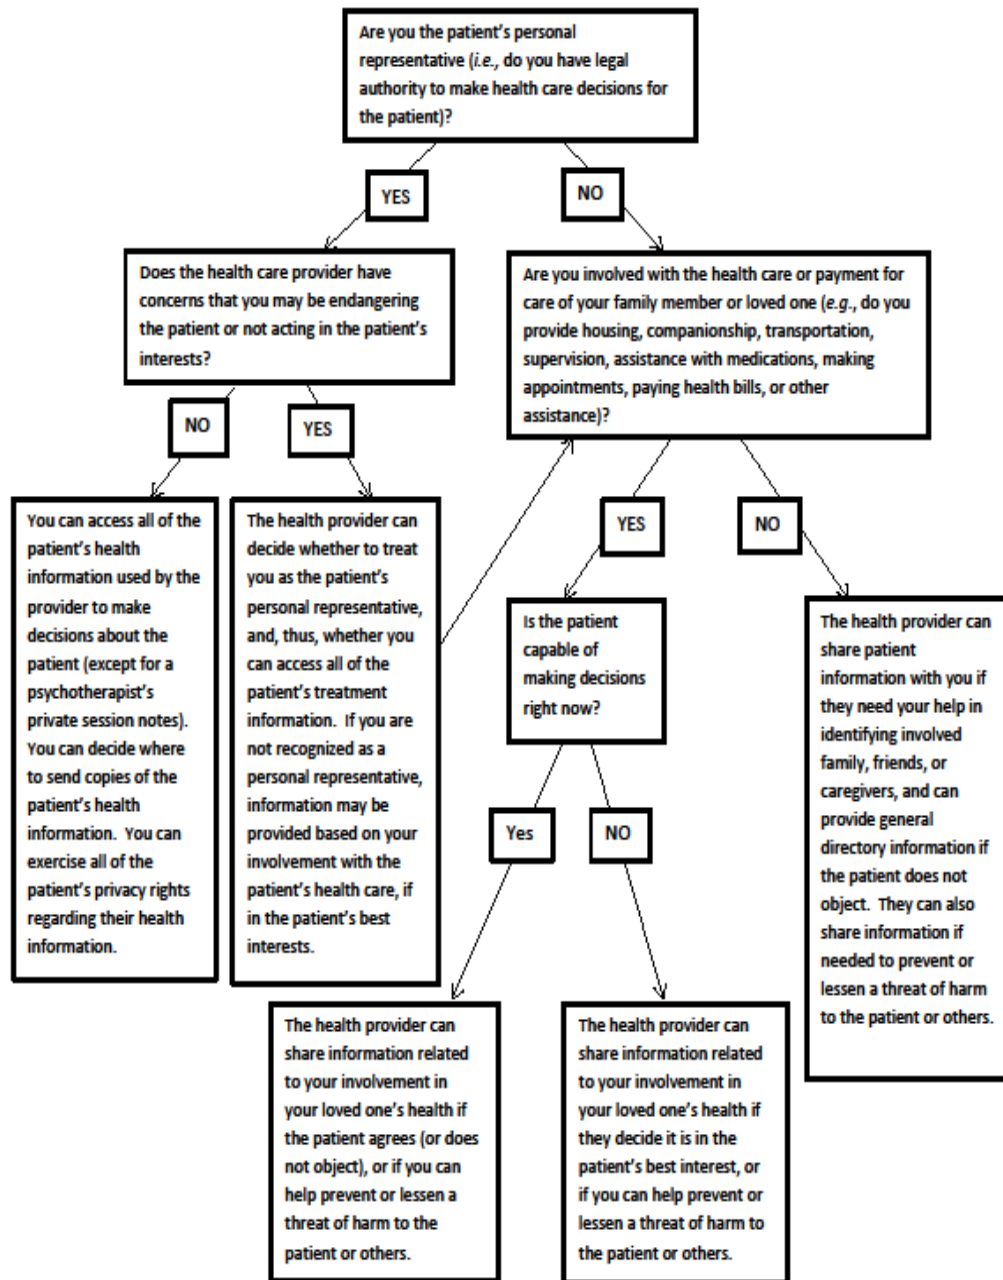 Are you the patient's personal
representative (i.e., do you have legal
authority to make health care decisions for
the patient)?
YES
NO
Does the health care provider have
concerns that you may be endangering
the patient or not acting in the patient's
interests?
Are you involved with the health care or payment for
care of your family member or loved one (e.g., do you
provide housing, companionship, transportation,
supervision, assistance with medications, making
appointments, paying health bills, or other
assistance)?
NO
YES
YES
NO
You can access all of the
patient's health
information used by the
provider to make
decisions about the
patient (except for a
psychotherapist's
private session notes).
You can decide where
to send copies of the
patient's health
information.  You can
exercise all of the
patient's privacy rights
regarding their health
information.
The health provider can
decide whether to treat
you as the patient's
personal representative,
and, thus, whether you
can access all of the
patient's treatment
information.  If you are
not recognized as a
personal representative,
information may be
provided based on your
involvement with the
patient's health care, if
in the patient's best
interests.
Is the patient
capable of
making decisions
right now?
The health provider can
share patient
information with you if
they need your help in
identifying involved
family, friends, or
caregivers, and can
provide general
directory information if
the patient does not
object.  They can also
share information if
needed to prevent or
lessen a threat of harm
to the patient or others.
Yes
NO
The health provider can
share information related
to your involvement in
your loved one's health if
the patient agrees (or does
not object), or if you can
help prevent or lessen a
threat of harm to the
patient or others.
The health provider can
share information related
to your involvement in
your loved one's health if
they decide it is in the
patient's best interest, or
if you can help prevent or
lessen a threat of harm to
the patient or others.